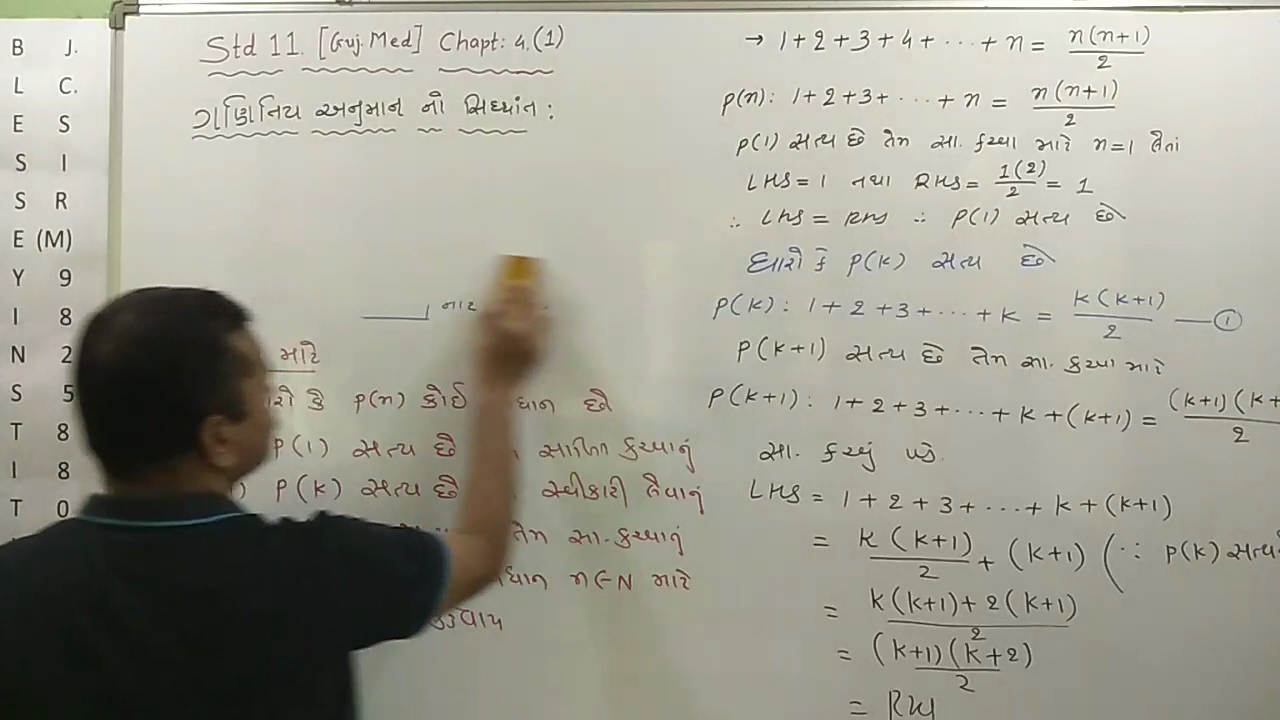 B J.
L C.
E S
S I
S R
E (M)
Y 9
I 8
N 2
S 5
T 8
I 8
T 0
Std 11. [Guj. Med] Chapt: 4.(1)
ગાણિતિય અનુમાન નો સિધ્ધાંત :
માટે
કે P(n) કોઈ ધાન છે
P(1) સત્ય છે સાબિત કરવાનું
P(k) સત્ય છે સ્વીકારી લેવાનું
તેમ સા. કરવાનું
n∈N માટે
→ 1+2+3+4+ ··· + n = n(n+1)/2
P(n): 1+2+3+ ··· + n = n(n+1)/2
P(1) સત્ય છે તેમ સા. કરવા માટે n=1 લેતાં
LHS = 1 તથા RHS = 1(2)/2 = 1
∴ LHS = RHS ∴ P(1) સત્ય છે
ધારો કે P(k) સત્ય છે
P(k): 1+2+3+ ··· + k = k(k+1)/2 —①
P(k+1) સત્ય છે તેમ સા. કરવા માટે
P(k+1): 1+2+3+ ··· + k+(k+1) = (k+1)(k+ /2
સા. કરવું પડે.
LHS = 1+2+3+ ··· + k+(k+1)
= k(k+1)/2 + (k+1) (∵ P(k) સત્ય
= k(k+1)+2(k+1)/2
= (k+1)(k+2)/2
= RHS